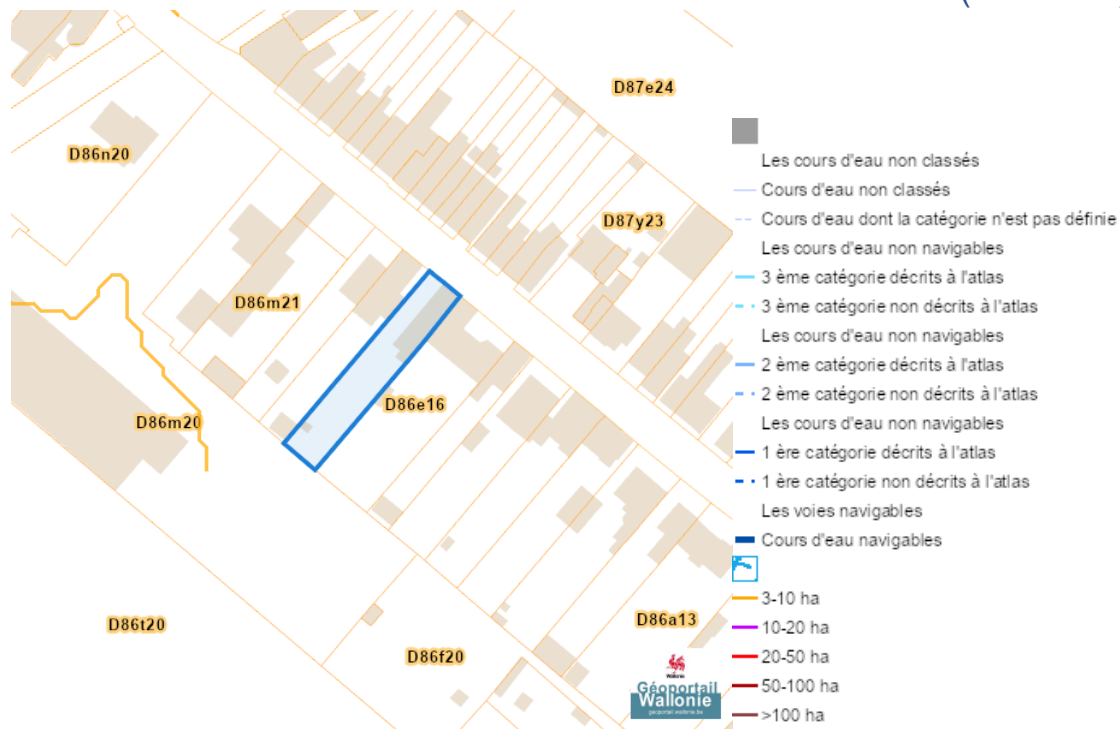 D87e24
D86n20
D87y23
D86m21
D86e16
D86m20
D86t20
D86a13
D86f20
Wallonie
Géoportail
Wallonie
geoportail.wallonie.be
Les cours d'eau non classés
Cours d'eau non classés
Cours d'eau dont la catégorie n'est pas définie
Les cours d'eau non navigables
3 ème catégorie décrits à l'atlas
3 ème catégorie non décrits à l'atlas
Les cours d'eau non navigables
2 ème catégorie décrits à l'atlas
2 ème catégorie non décrits à l'atlas
Les cours d'eau non navigables
1 ère catégorie décrits à l'atlas
1 ère catégorie non décrits à l'atlas
Les voies navigables
Cours d'eau navigables
3-10 ha
10-20 ha
20-50 ha
50-100 ha
>100 ha